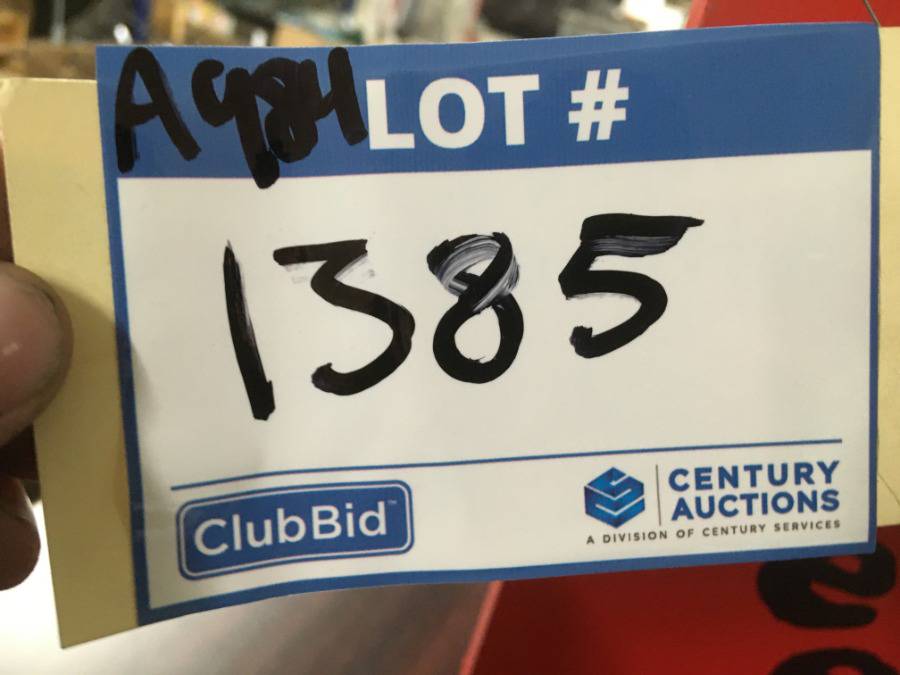 A984 LOT #
1385
ClubBid™
CENTURY
AUCTIONS
A DIVISION OF CENTURY SERVICES